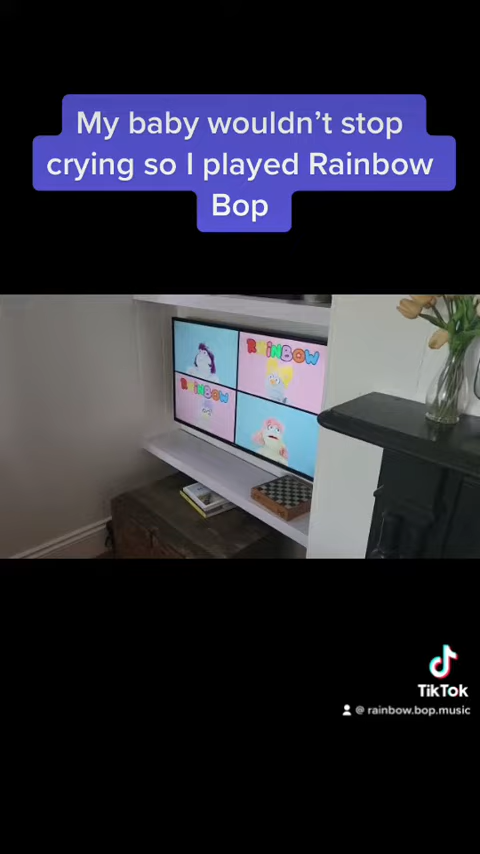 My baby wouldn't stop
crying so I played Rainbow
Bop
RAINBOW
RAINBOW
TikTok
@ rainbow.bop.music